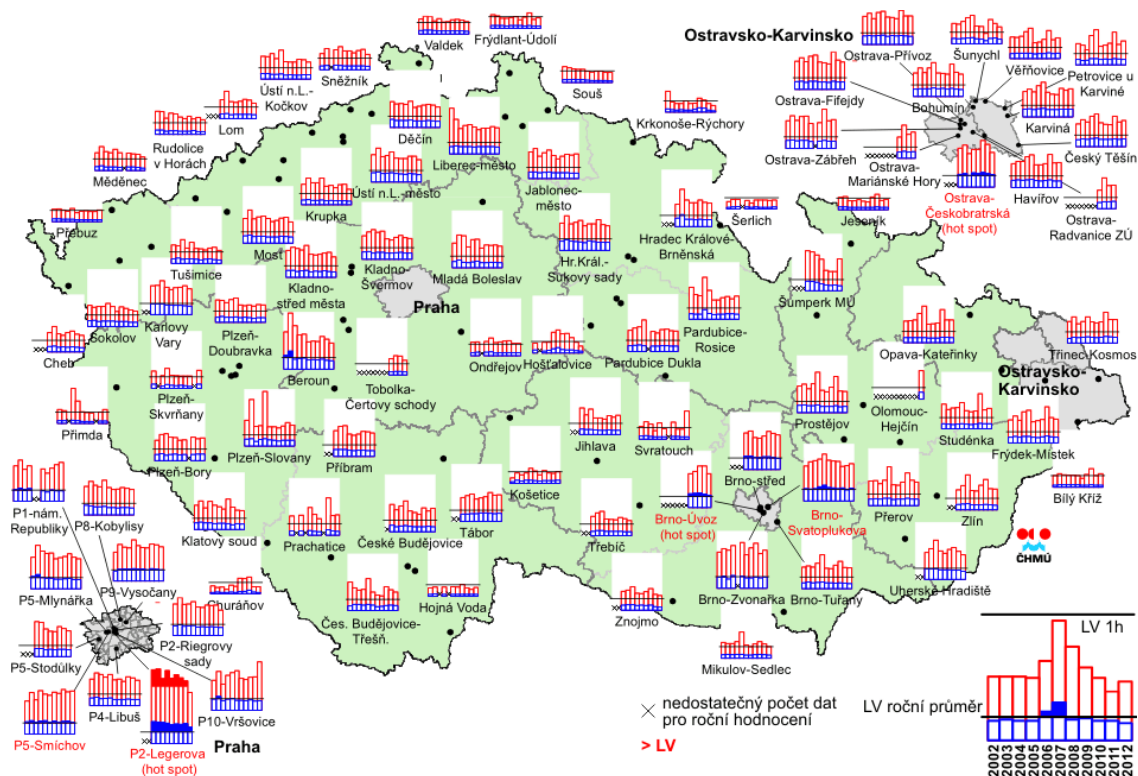 Valdek
Frýdlant-Údolí
Ústí n.L.-
Kočkov
Sněžník
Souš
Krkonoše-Rýchory
Lom
Rudolice
v Horách
Měděnec
Přebuz
Děčín
Liberec-město
Ústí n.L.-město
Jablonec-
město
Krupka
Most
Tušimice
Kladno-
střed města
Kladno-
Švermov
Mladá Boleslav
Hr.Král.-
Sukovy sady
Hradec Králové-
Brněnská
Šerlich
Jeseník
Ostravsko-Karvinsko
Ostrava-Přívoz
Šunychl
Věřňovice
Petrovice u
Karviné
Ostrava-Fifejdy
Bohumín
Karviná
Ostrava-Zábřeh
Ostrava-
Mariánské Hory
Český Těšín
Ostrava-
Českobratrská
(hot spot)
Havířov
Ostrava-
Radvanice ZÚ
Praha
Sokolov
Karlovy
Vary
Plzeň-
Doubravka
Cheb
Beroun
Tobolka-
Čertovy schody
Ondřejov
Hošťalovice
Pardubice Dukla
Pardubice-
Rosice
Šumperk MÚ
Opava-Kateřinky
Třinec-Kosmos
Ostravsko-
Karvinsko
Plzeň-
Skvrňany
Přimda
Plzeň-Bory
Plzeň-Slovany
Příbram
Jihlava
Svratouch
Prostějov
Olomouc-
Hejčín
Studénka
Frýdek-Místek
Bílý Kříž
Košetice
Brno-střed
Brno-Úvoz
(hot spot)
Brno-
Svatoplukova
Přerov
Zlín
P1-nám.
Republiky
P8-Kobylisy
Klatovy soud
Prachatice
České Budějovice
Tábor
Třebíč
ČHMÚ
P5-Mlynářka
P9-Vysočany
Churáňov
Čes. Budějovice-
Třešň.
Hojná Voda
Znojmo
Brno-Zvonařka
Brno-Tuřany
Uherské Hradiště
P5-Stodůlky
P2-Riegrovy
sady
Mikulov-Sedlec
P5-Smíchov
P4-Libuš
P10-Vršovice
P2-Legerova
(hot spot)
Praha
nedostatečný počet dat
pro roční hodnocení
> LV
LV 1h
LV roční průměr
2002
2003
2004
2005
2006
2007
2008
2009
2010
2011
2012